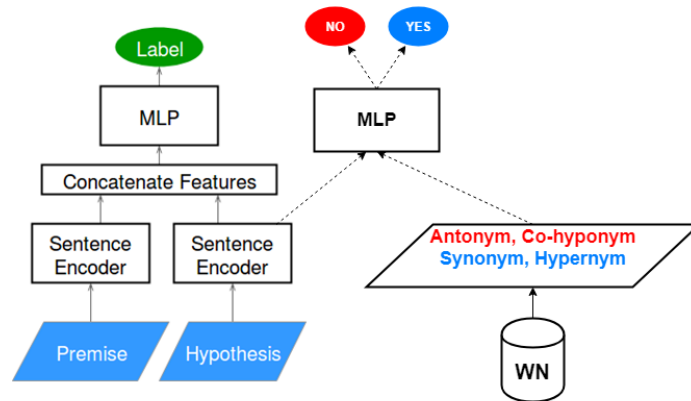 NO
YES
Label
MLP
MLP
Concatenate Features
Sentence
Encoder
Sentence
Encoder
Antonym, Co-hyponym
Synonym, Hypernym
Premise
Hypothesis
WN